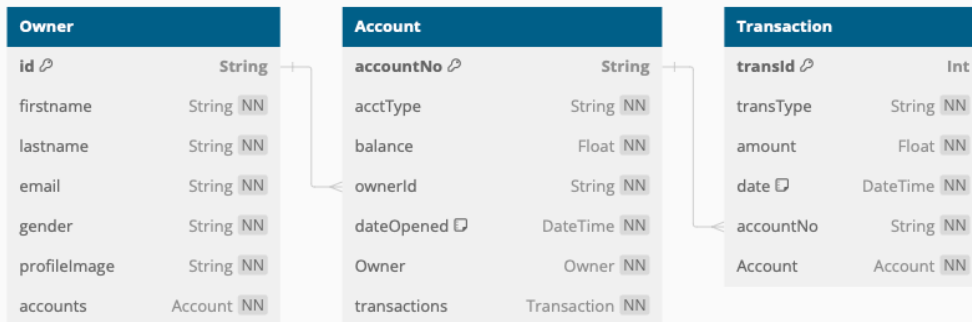 Owner
id String
firstname String NN
lastname String NN
email String NN
gender String NN
profileImage String NN
accounts Account NN
Account
accountNo String
acctType String NN
balance Float NN
ownerId String NN
dateOpened DateTime NN
Owner Owner NN
transactions Transaction NN
Transaction
transId Int
transType String NN
amount Float NN
date DateTime NN
accountNo String NN
Account Account NN